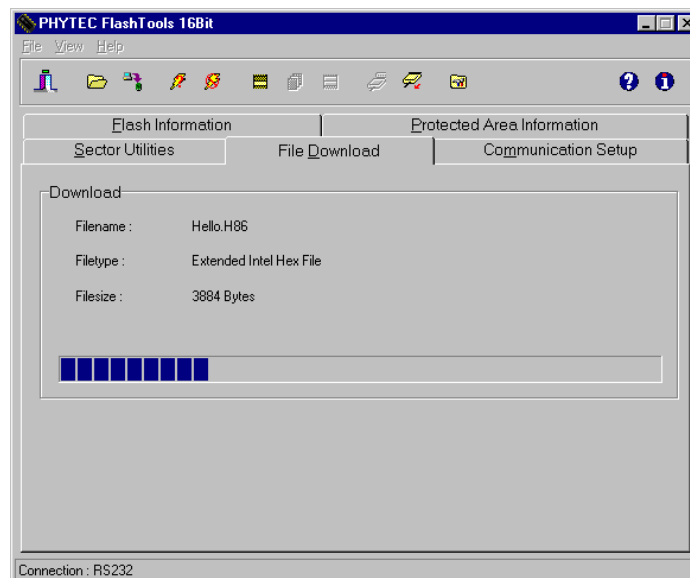 PHYTEC FlashTools 16Bit
File View Help
Flash Information Protected Area Information
Sector Utilities File Download Communication Setup
Download
Filename : Hello.H86
Filetype : Extended Intel Hex File
Filesize : 3884 Bytes
Connection : RS232